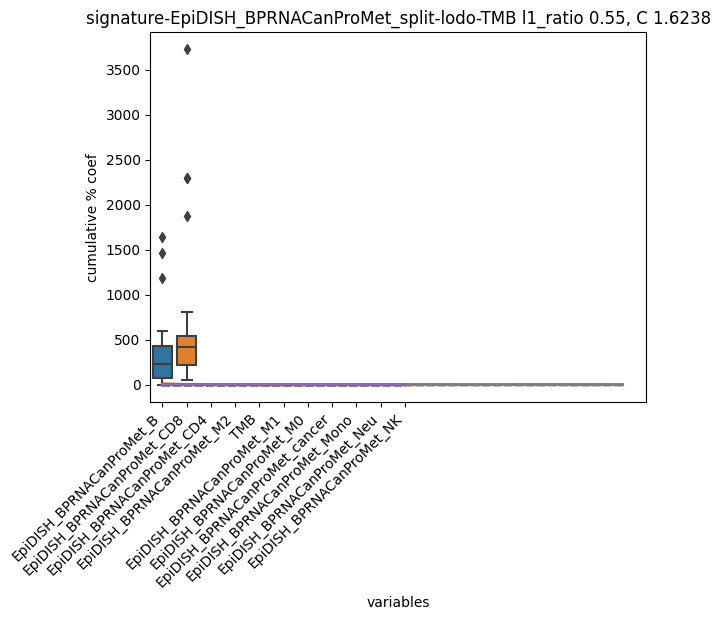 signature-EpiDISH_BPRNACanProMet_split-lodo-TMB l1_ratio 0.55, C 1.6238
3500
3000
2500
2000
1500
1000
500
0
cumulative % coef
EpiDISH_BPRNACanProMet_B
EpiDISH_BPRNACanProMet_CD8
EpiDISH_BPRNACanProMet_CD4
EpiDISH_BPRNACanProMet_M2
TMB
EpiDISH_BPRNACanProMet_M1
EpiDISH_BPRNACanProMet_M0
EpiDISH_BPRNACanProMet_cancer
EpiDISH_BPRNACanProMet_Mono
EpiDISH_BPRNACanProMet_Neu
EpiDISH_BPRNACanProMet_NK
variables